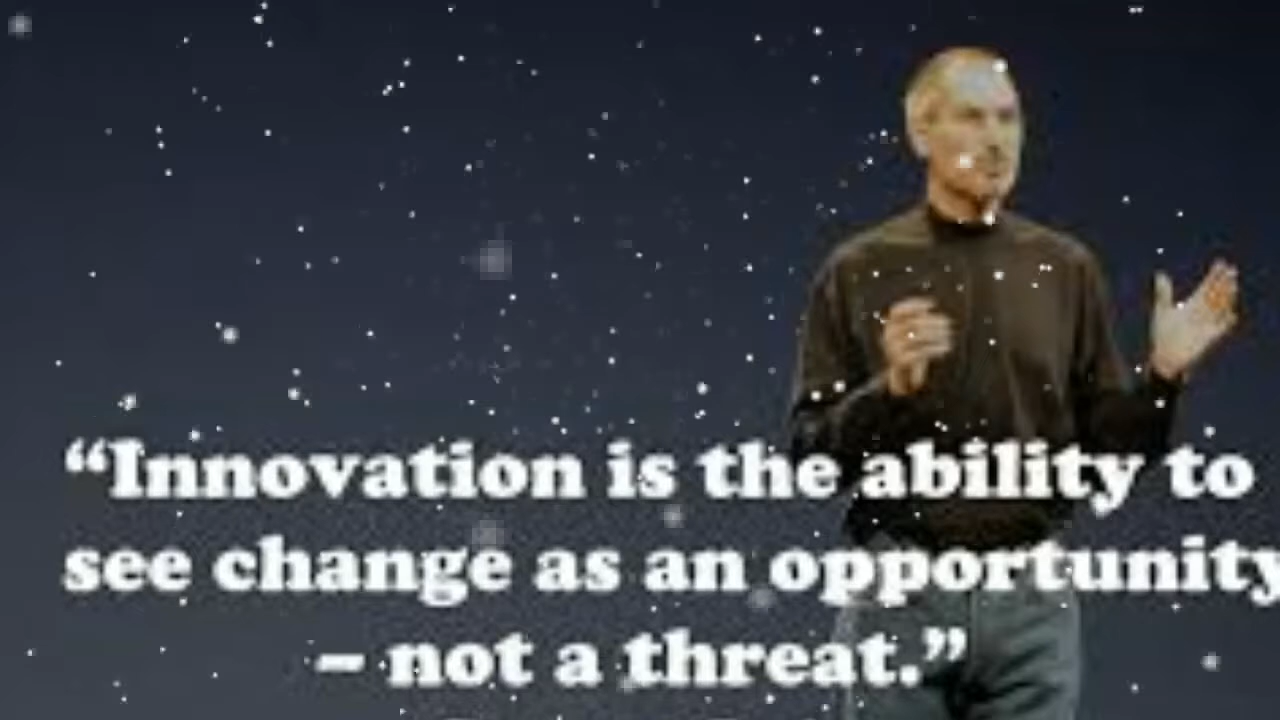 “Innovation is the ability to
see change as an opportunity
– not a threat.”